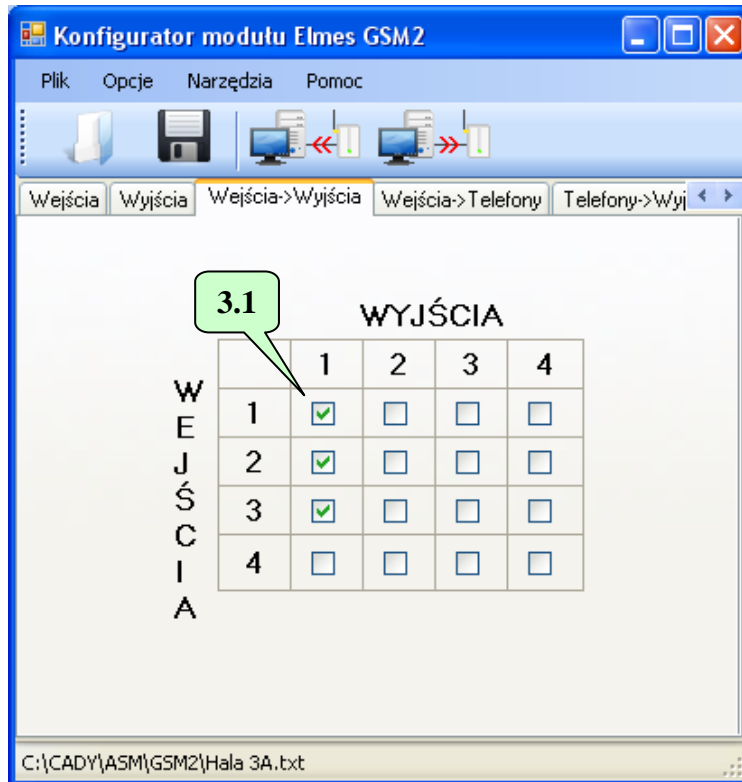 Konfigurator modułu Elmes GSM2
Plik Opcje Narzędzia Pomoc
Wejścia Wyjścia Wejścia->Wyjścia Wejścia->Telefony Telefony->Wyj
3.1
WYJŚCIA
1 2 3 4
WEJŚCIA
1
2
3
4
C:\CADY\ASM\GSM2\Hala 3A.txt